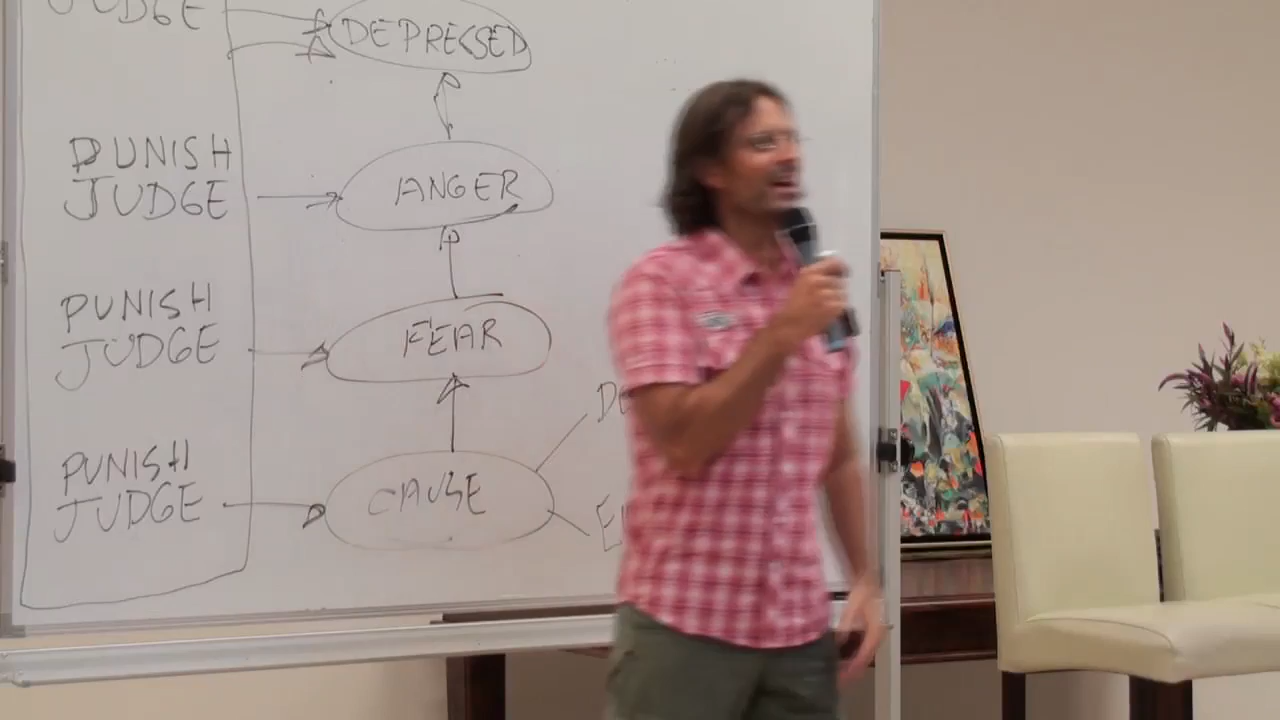 JUDGE
DEPRESSED
PUNISH
JUDGE
ANGER
PUNISH
JUDGE
FEAR
PUNISH
JUDGE
CAUSE